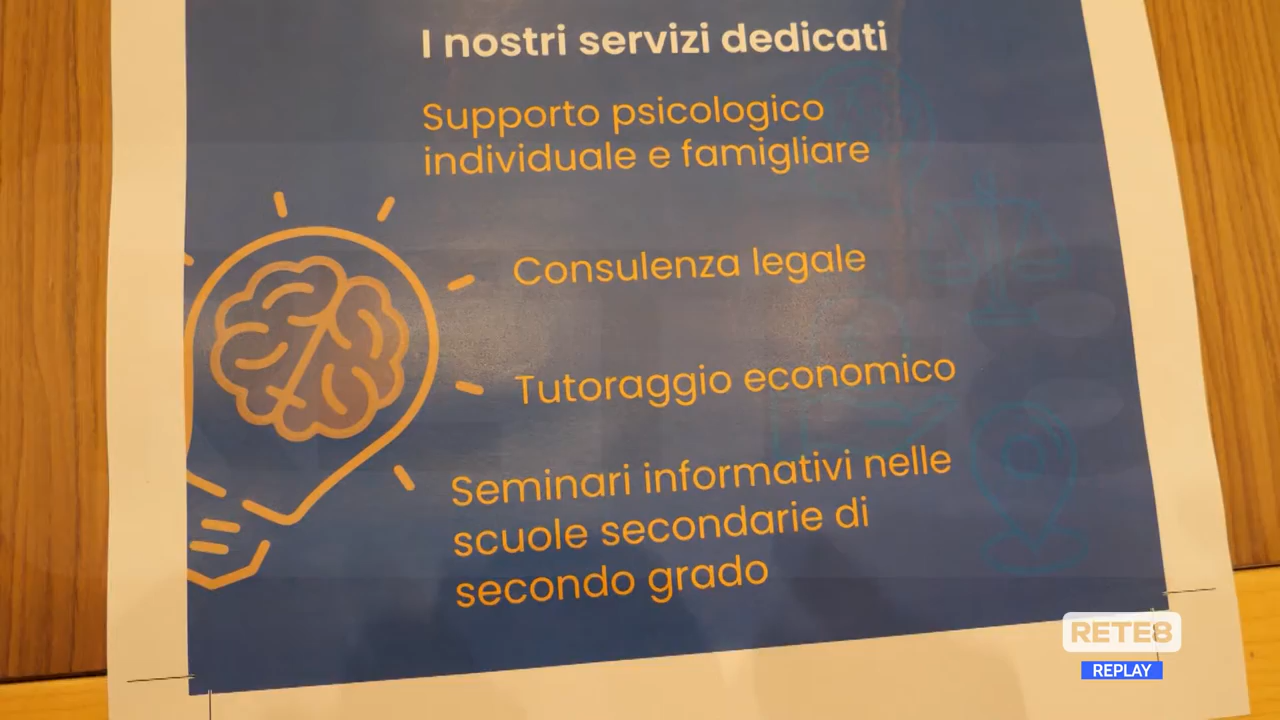 I nostri servizi dedicati
Supporto psicologico
individuale e famigliare
Consulenza legale
Tutoraggio economico
Seminari informativi nelle
scuole secondarie di
secondo grado
RETE8
REPLAY